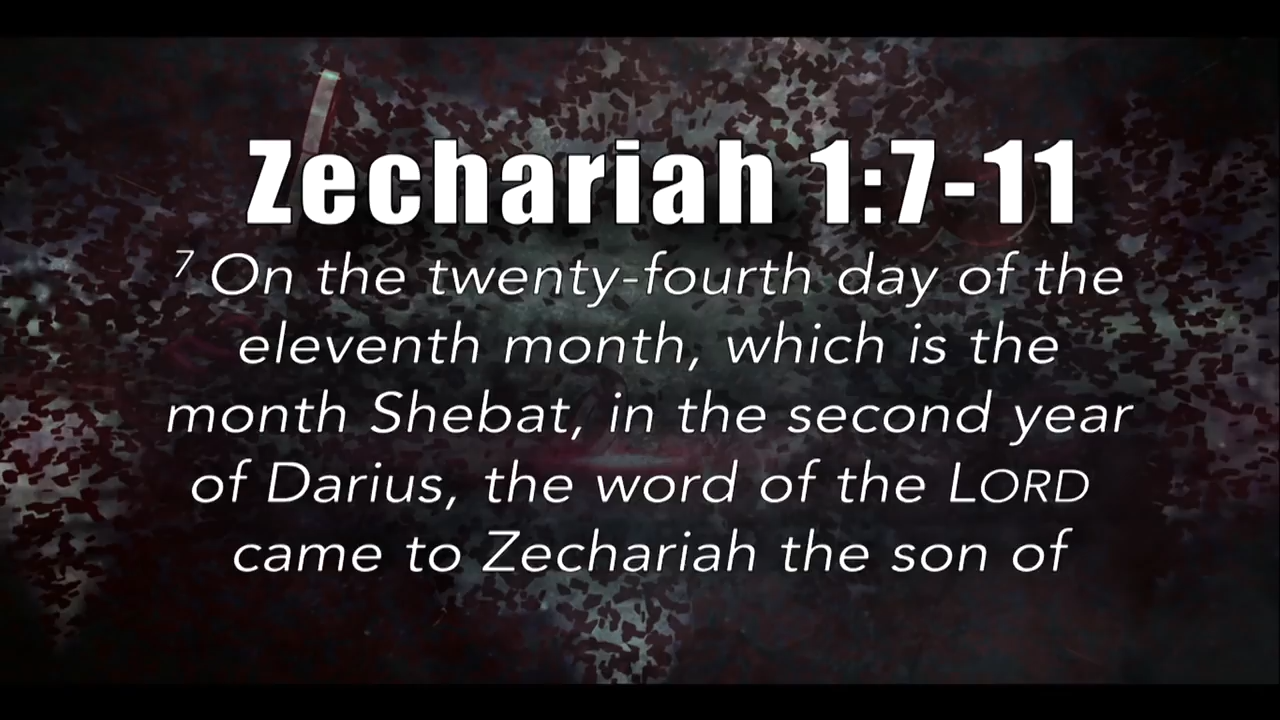 Zechariah 1:7-11
7 On the twenty-fourth day of the
eleventh month, which is the
month Shebat, in the second year
of Darius, the word of the LORD
came to Zechariah the son of